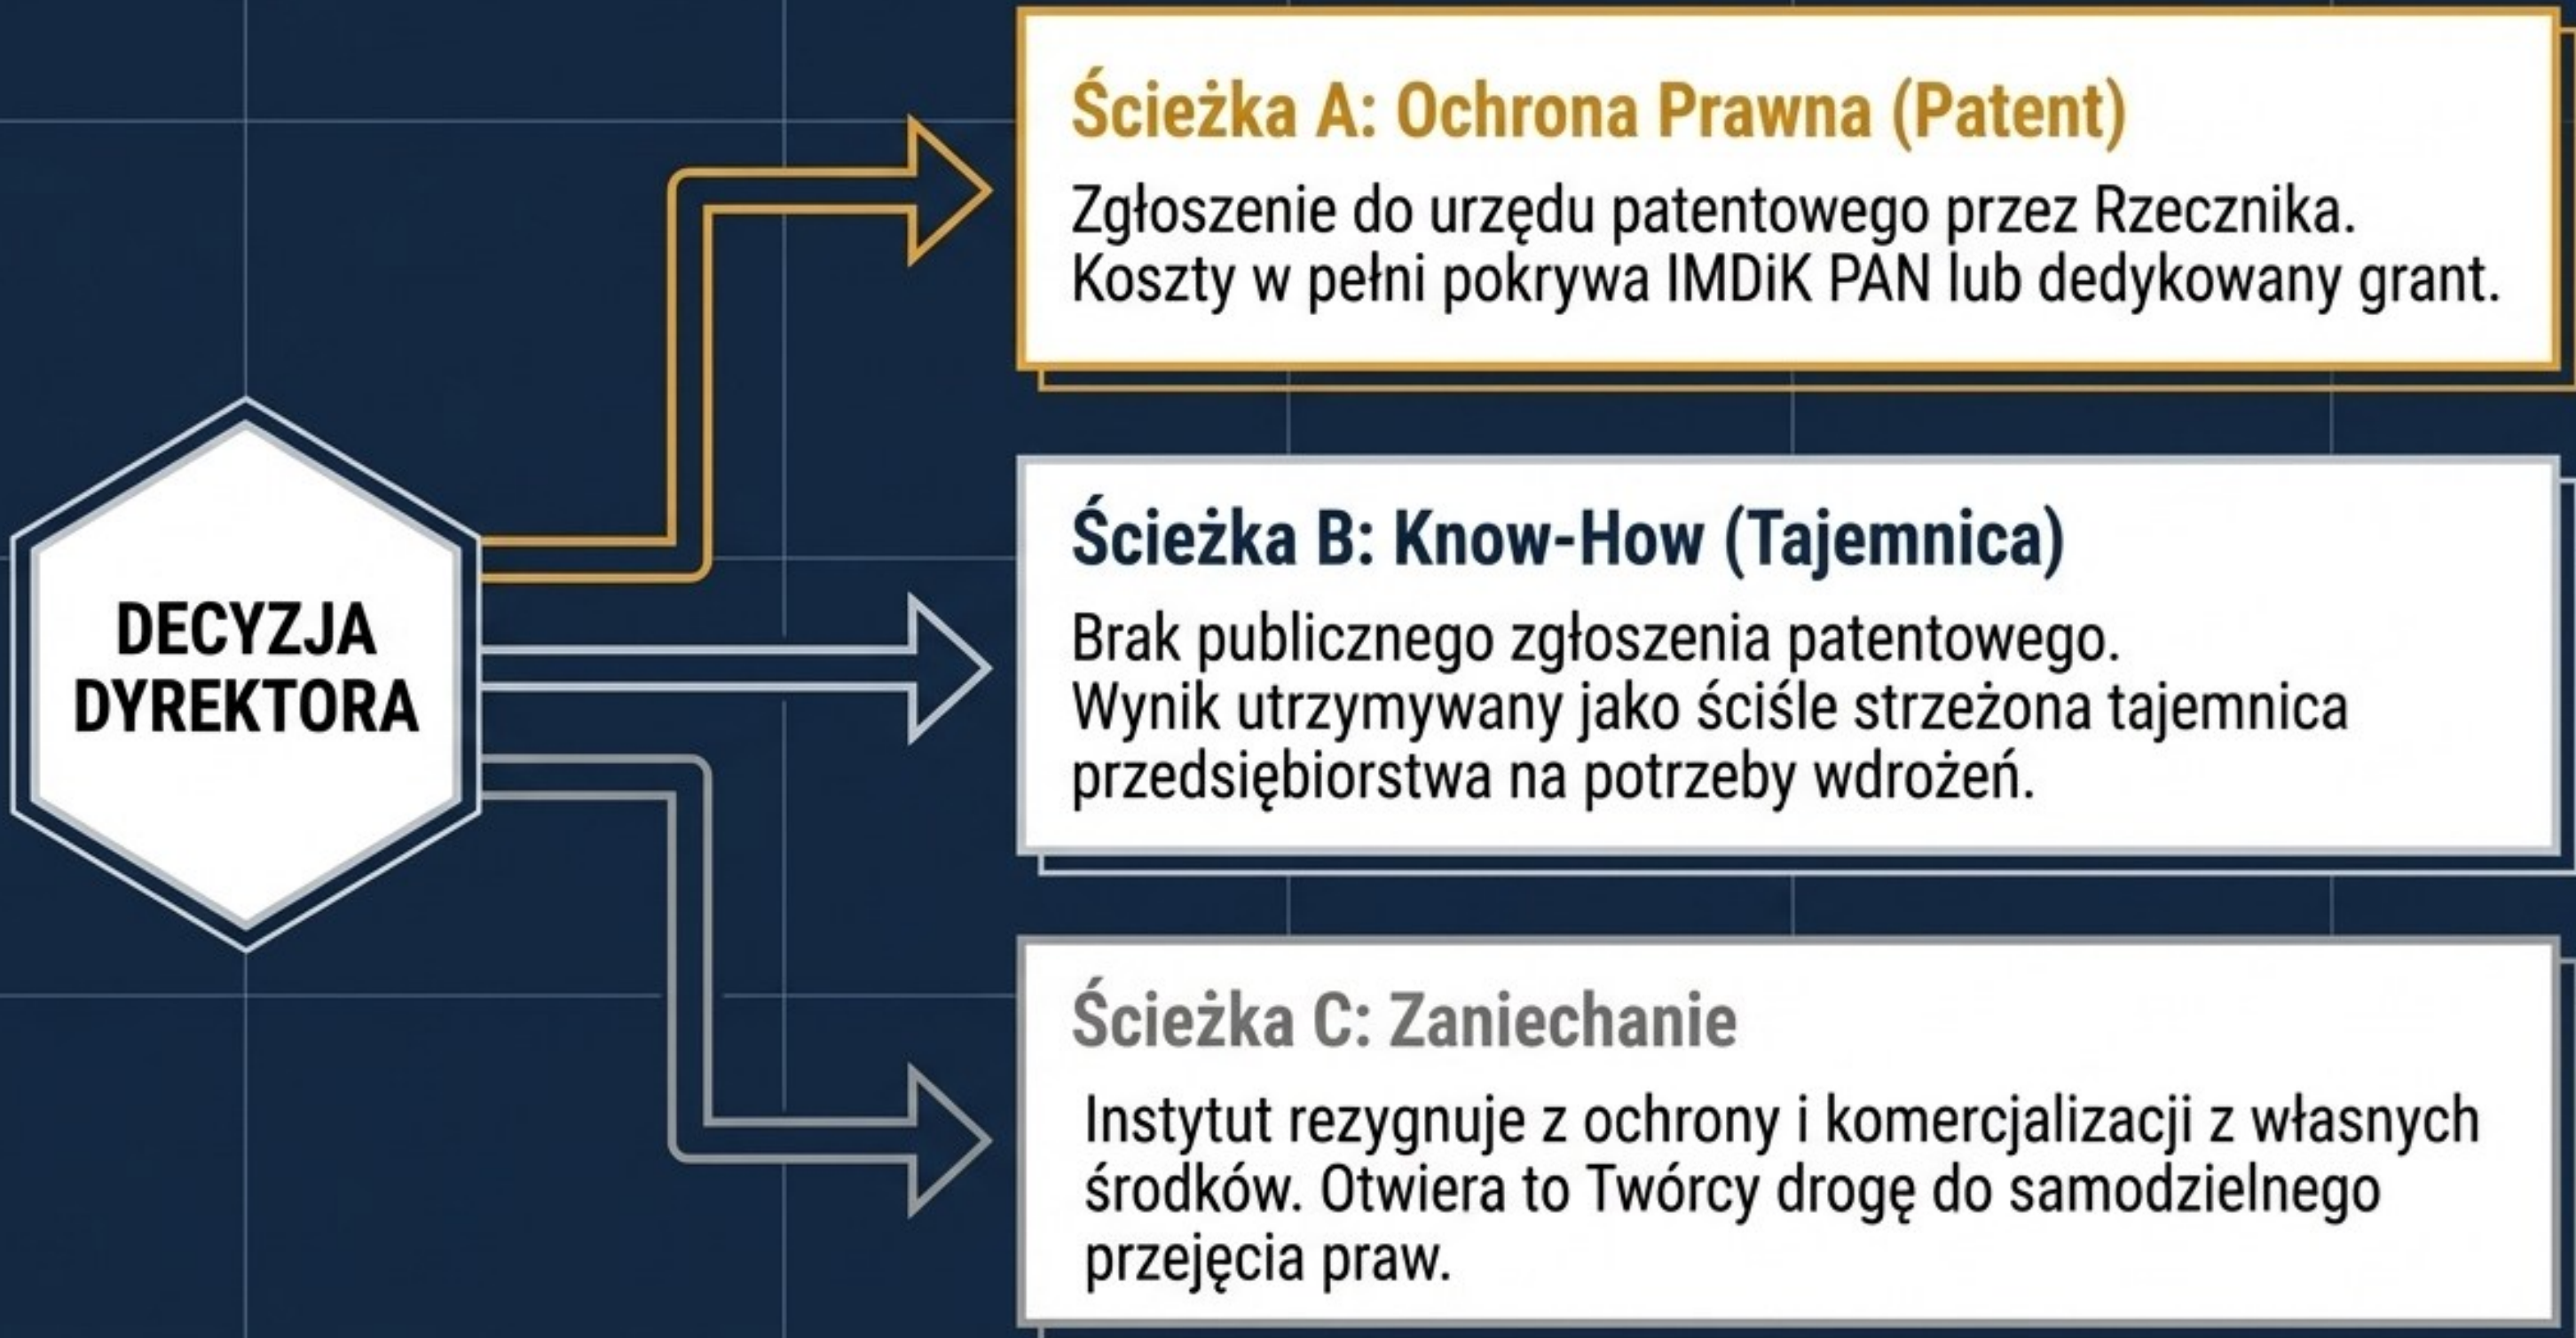 DECYZJA
DYREKTORA
Ścieżka A: Ochrona Prawna (Patent)
Zgłoszenie do urzędu patentowego przez Rzecznika.
Koszty w pełni pokrywa IMDiK PAN lub dedykowany grant.
Ścieżka B: Know-How (Tajemnica)
Brak publicznego zgłoszenia patentowego.
Wynik utrzymywany jako ściśle strzeżona tajemnica
przedsiębiorstwa na potrzeby wdrożeń.
Ścieżka C: Zaniechanie
Instytut rezygnuje z ochrony i komercjalizacji z własnych
środków. Otwiera to Twórcy drogę do samodzielnego
przejęcia praw.